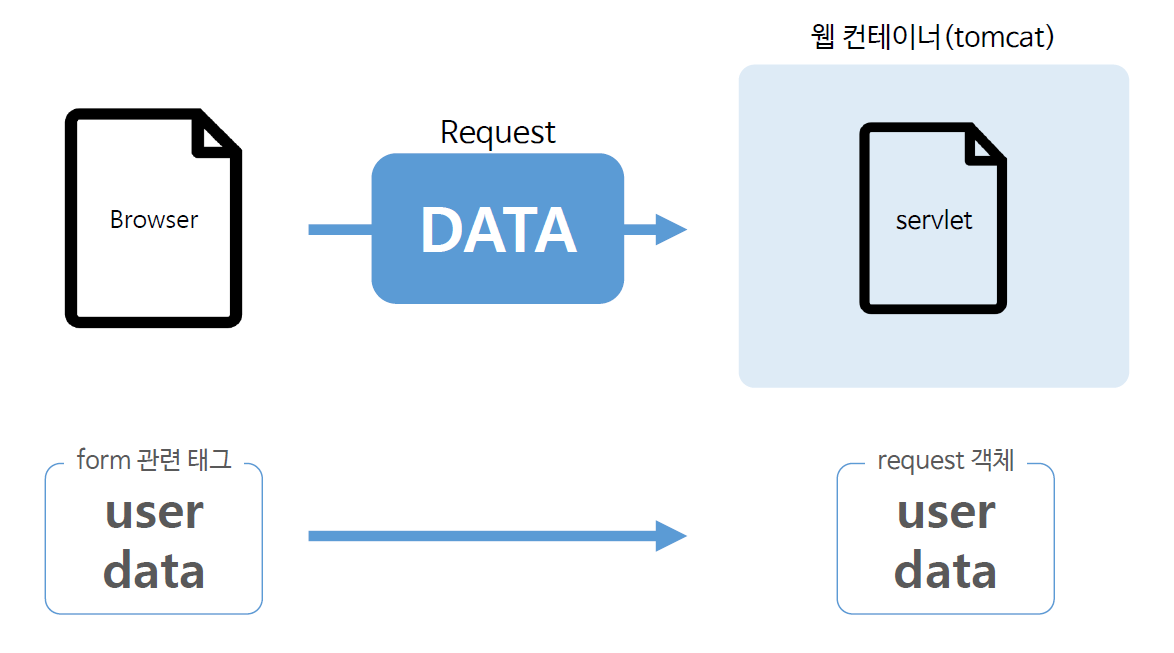 웹 컨테이너(tomcat)
Request
Browser
DATA
servlet
form 관련 태그
user
data
request 객체
user
data